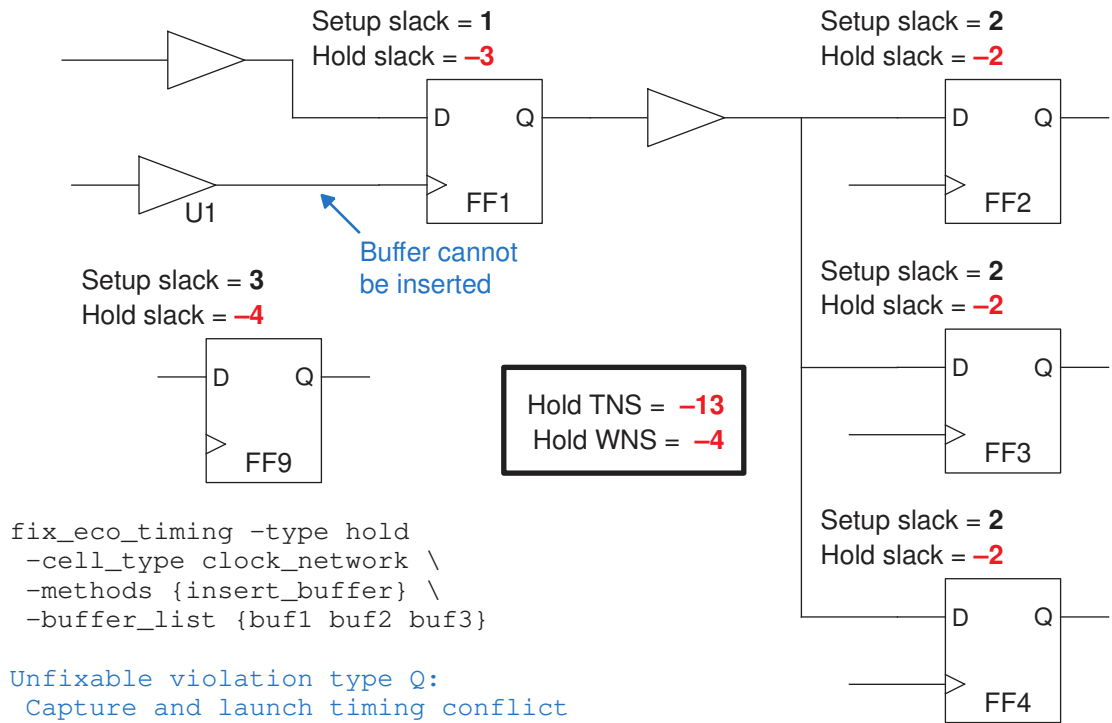 Setup slack = 1
Hold slack = –3
Setup slack = 2
Hold slack = –2
D Q
FF1
U1
D Q
FF2
Buffer cannot
be inserted
Setup slack = 3
Hold slack = –4
D Q
FF9
Setup slack = 2
Hold slack = –2
D Q
FF3
Hold TNS = –13
Hold WNS = –4
Setup slack = 2
Hold slack = –2
D Q
FF4
fix_eco_timing –type hold
–cell_type clock_network \
–methods {insert_buffer} \
–buffer_list {buf1 buf2 buf3}
Unfixable violation type Q:
Capture and launch timing conflict